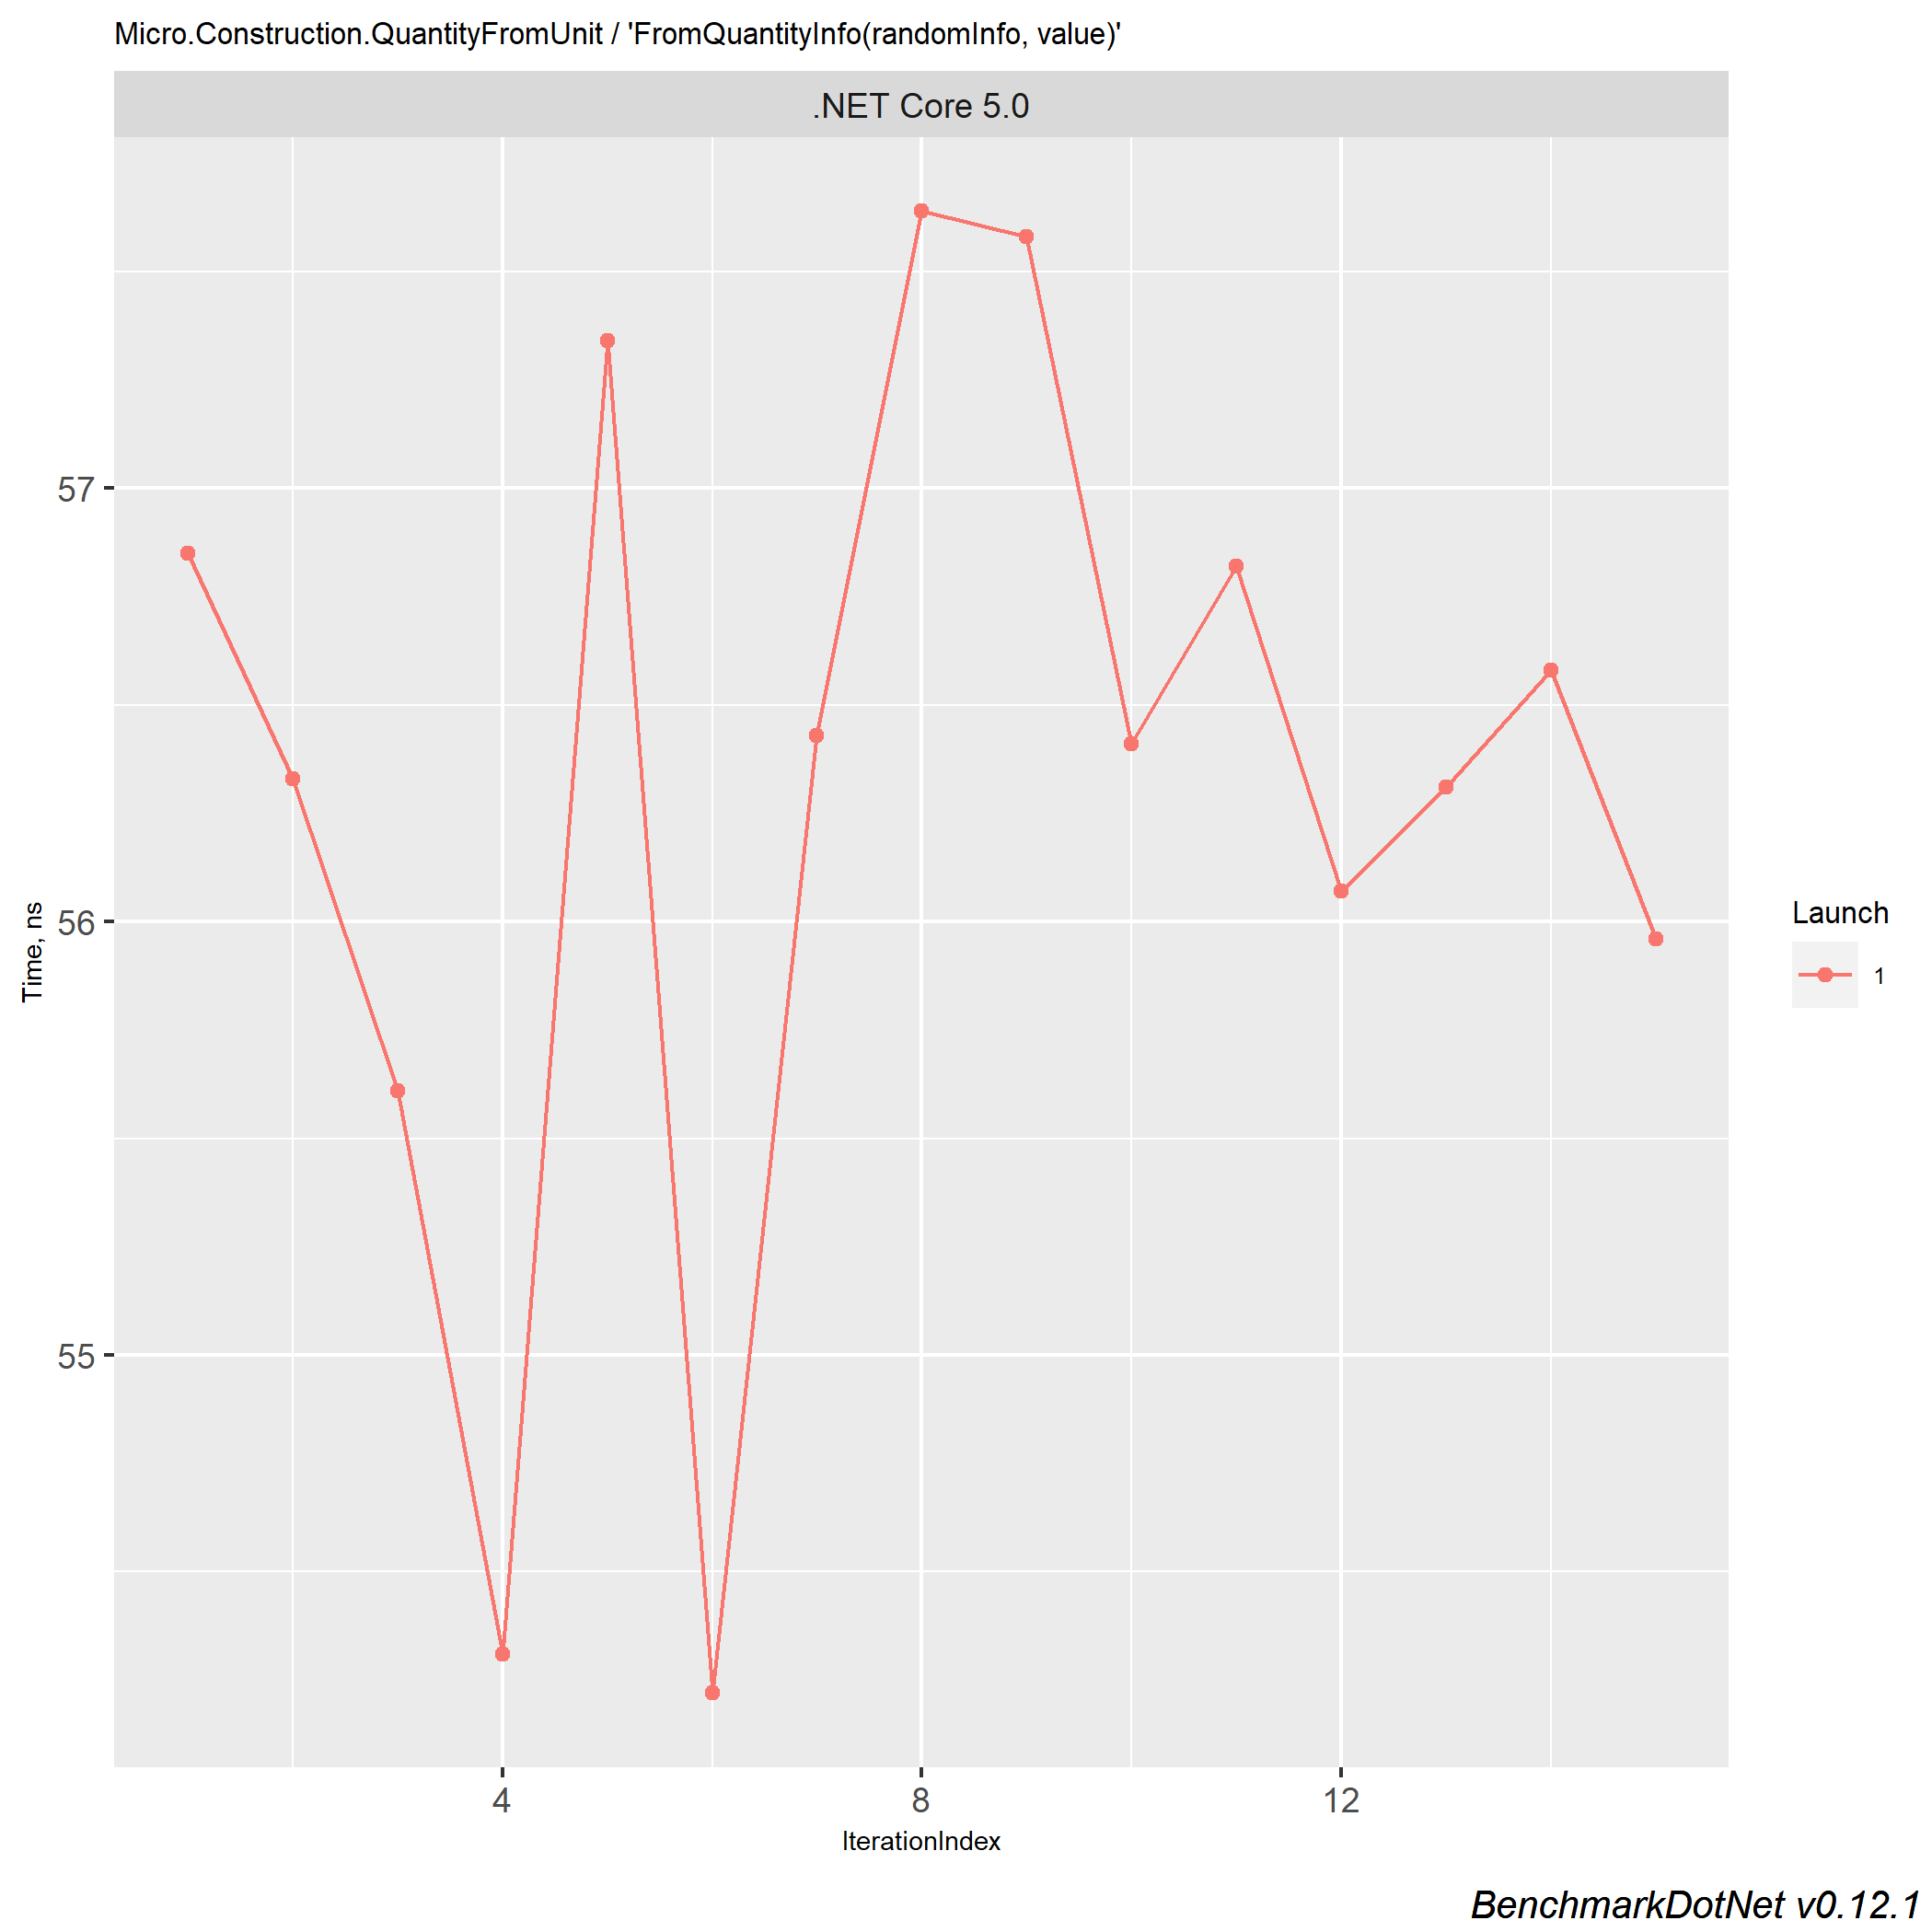 Micro.Construction.QuantityFromUnit / 'FromQuantityInfo(randomInfo, value)'
.NET Core 5.0
Time, ns
57
56
55
4
8
12
IterationIndex
Launch
1
BenchmarkDotNet v0.12.1